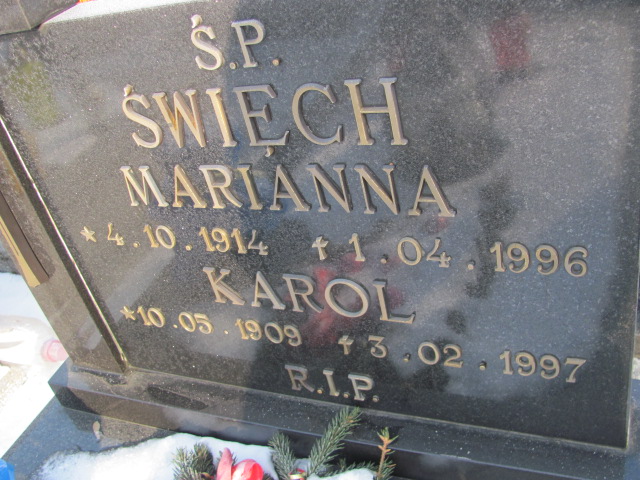 Ś.P.
ŚWIĘCH
MARIANNA
* 4.10.1914 † 1.04.1996
KAROL
* 10.05.1909 † 3.02.1997
R.I.P.